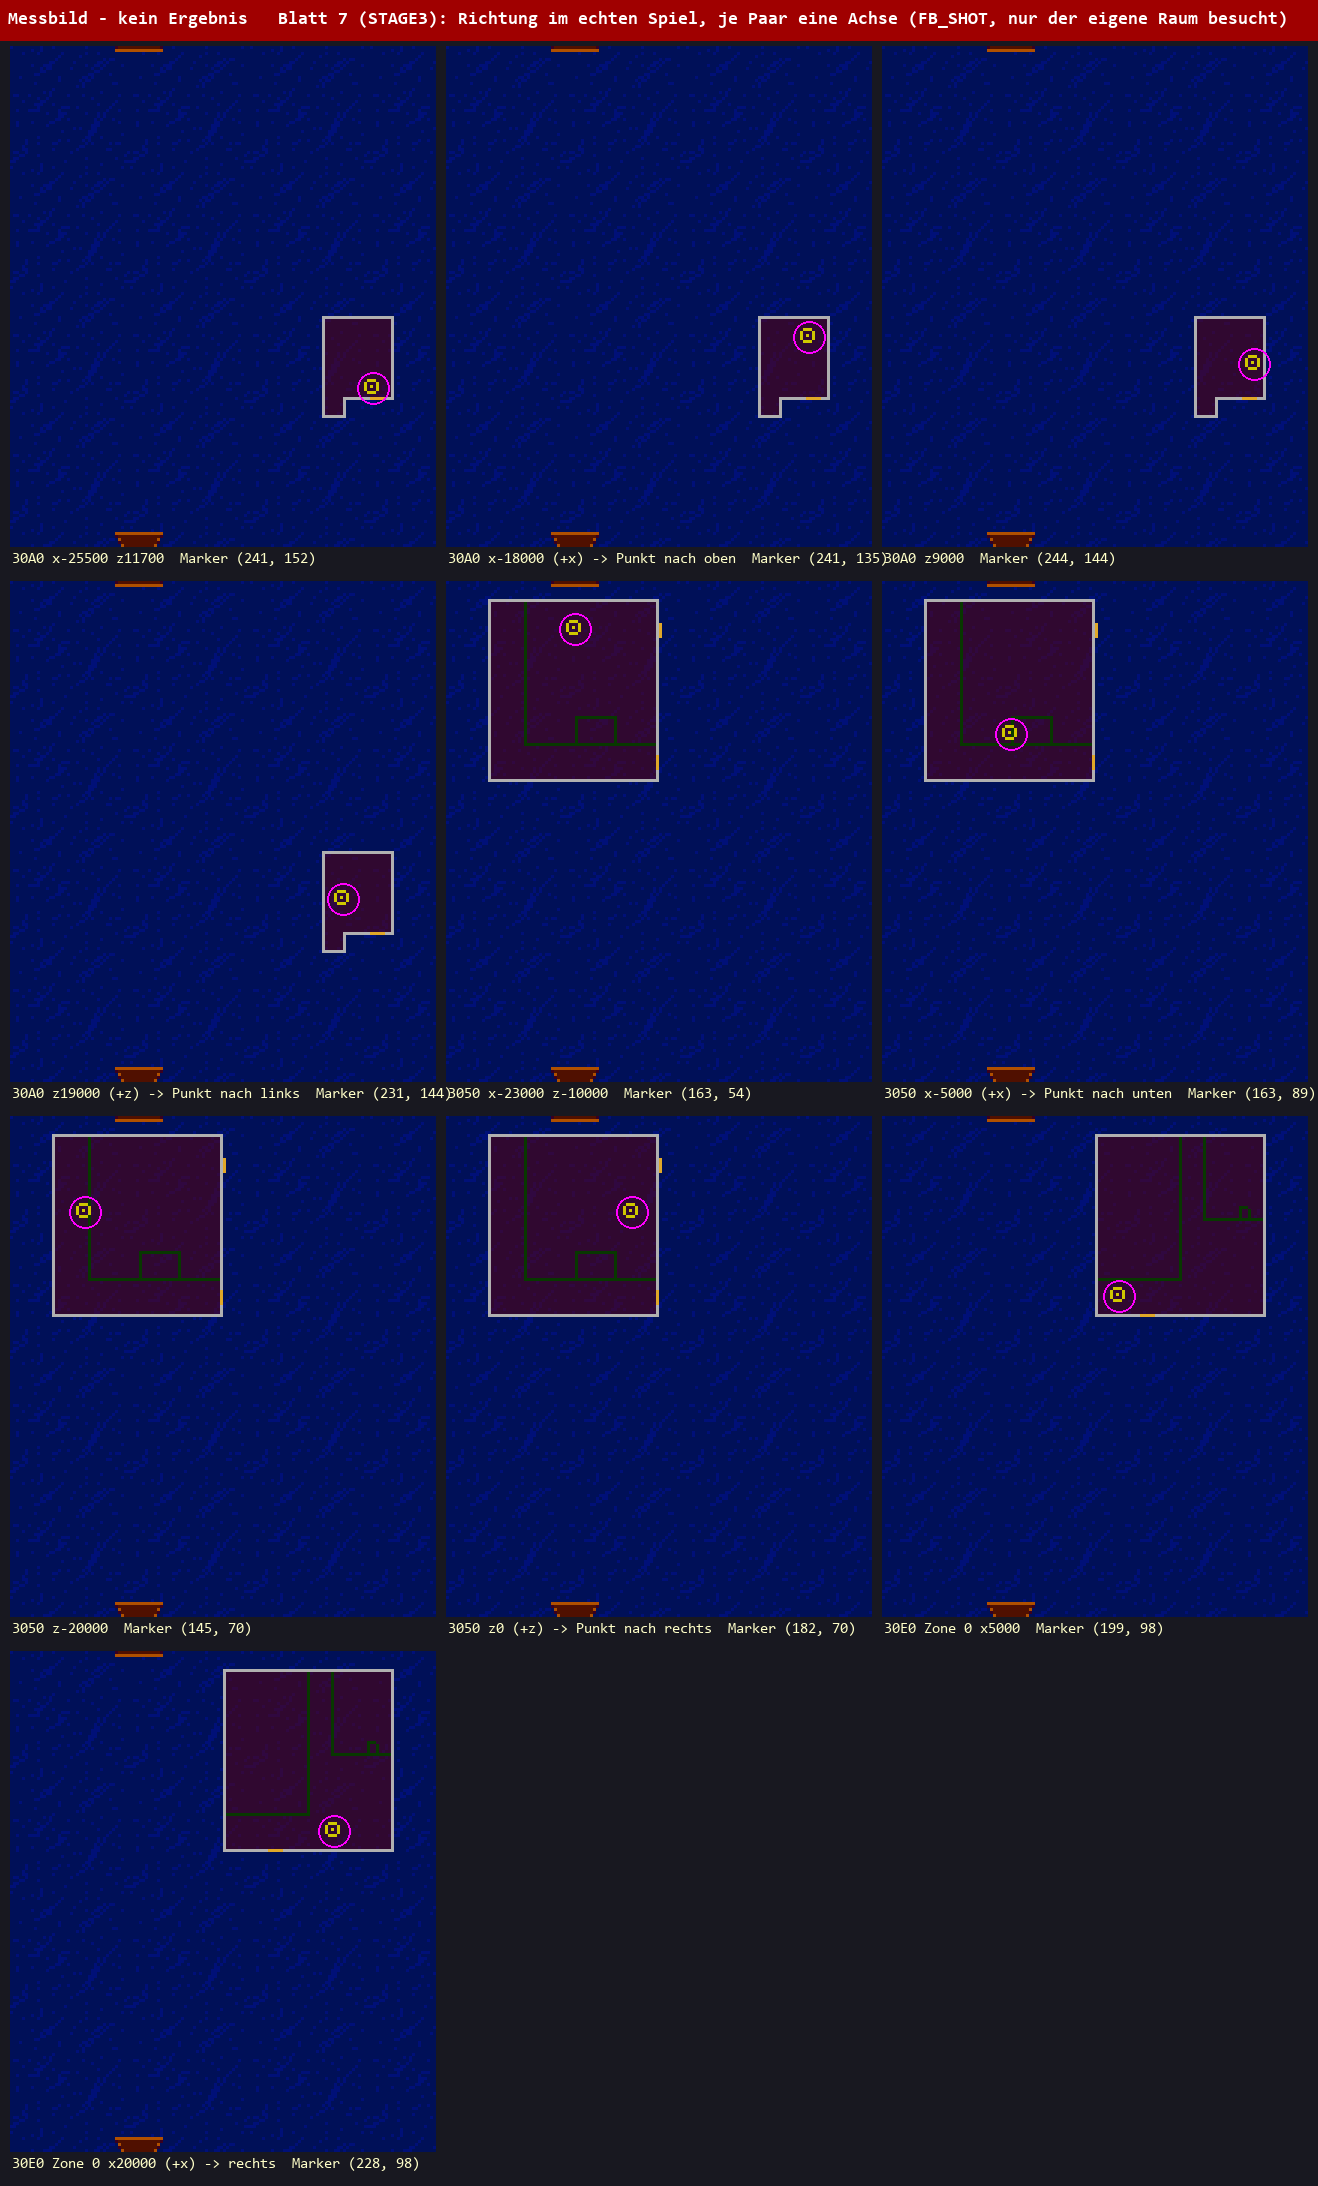 Messbild - kein Ergebnis   Blatt 7 (STAGE3): Richtung im echten Spiel, je Paar eine Achse (FB_SHOT, nur der eigene Raum besucht)
30A0 x-25500 z11700  Marker (241, 152)
30A0 x-18000 (+x) -> Punkt nach oben  Marker (241, 135)
30A0 z9000  Marker (244, 144)
30A0 z19000 (+z) -> Punkt nach links  Marker (231, 144)
3050 x-23000 z-10000  Marker (163, 54)
3050 x-5000 (+x) -> Punkt nach unten  Marker (163, 89)
3050 z-20000  Marker (145, 70)
3050 z0 (+z) -> Punkt nach rechts  Marker (182, 70)
30E0 Zone 0 x5000  Marker (199, 98)
30E0 Zone 0 x20000 (+x) -> rechts  Marker (228, 98)